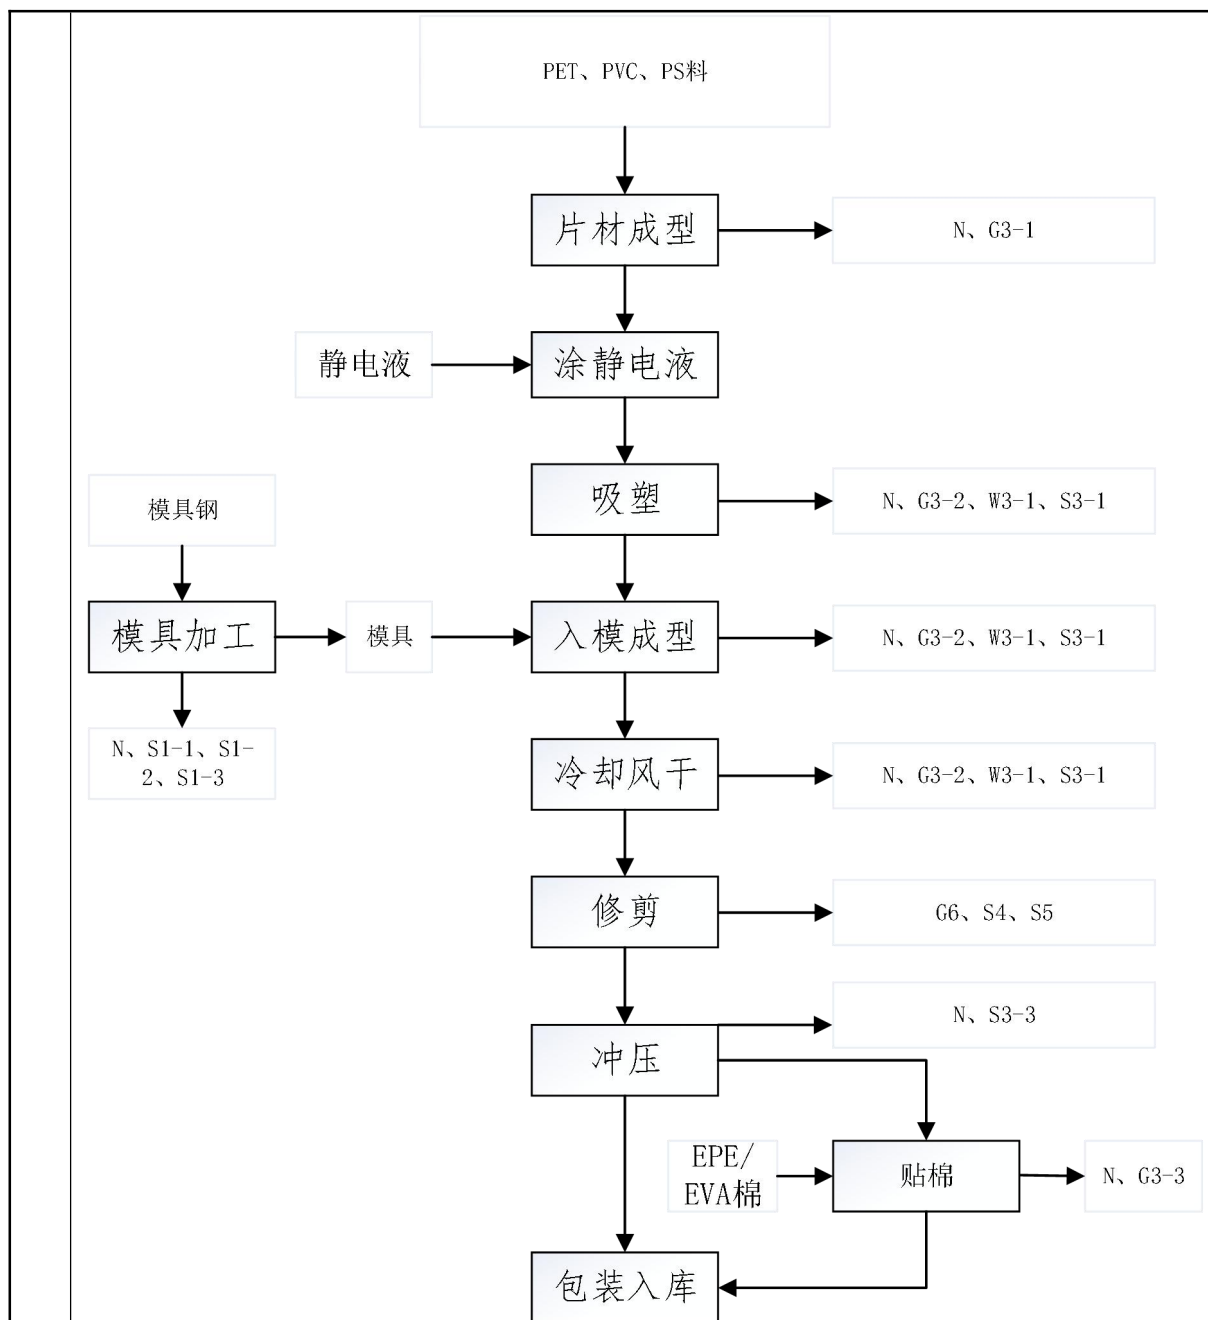 PET、PVC、PS料
片材成型
N、G3-1
静电液
涂静电液
吸塑
N、G3-2、W3-1、S3-1
模具钢
模具加工
模具
入模成型
N、G3-2、W3-1、S3-1
N、S1-1、S1-
2、S1-3
冷却风干
N、G3-2、W3-1、S3-1
修剪
G6、S4、S5
冲压
N、S3-3
EPE/
EVA棉
贴棉
N、G3-3
包装入库